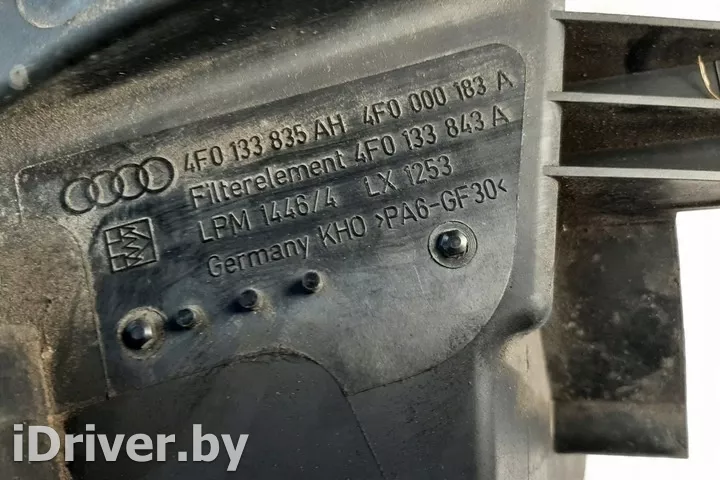 4F0 133 835 AH 4F0 000 183 A
Filterelement 4F0 133 843 A
LPM 1446/4 LX 1253
Germany KHO >PA6-GF30<
iDriver.by